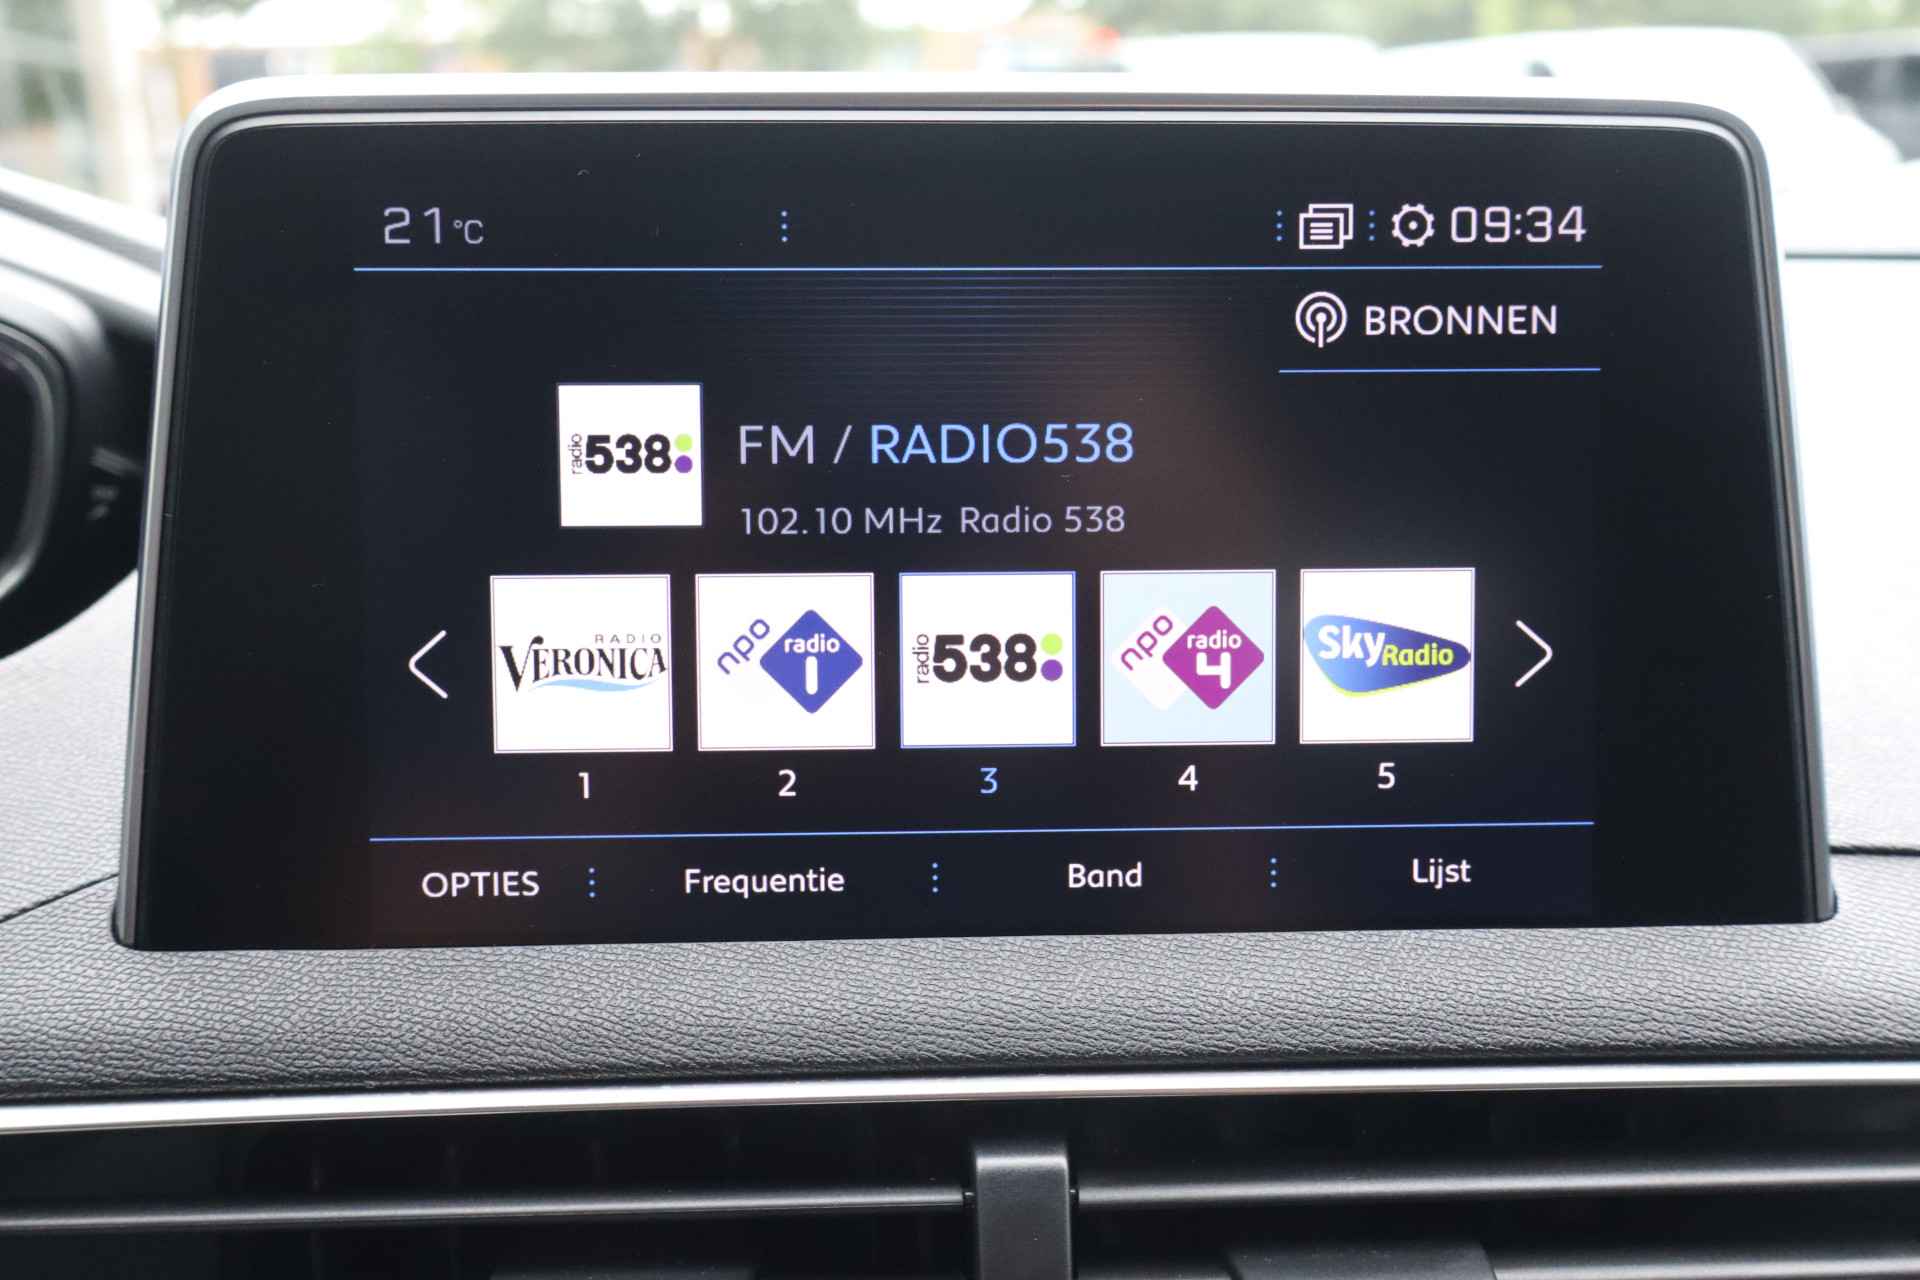 21°C 09:34
BRONNEN
radio 538
FM / RADIO538
102.10 MHz Radio 538
RADIO VERONICA
npo radio 1
radio 538
npo radio 4
Sky Radio
1 2 3 4 5
OPTIES Frequentie Band Lijst